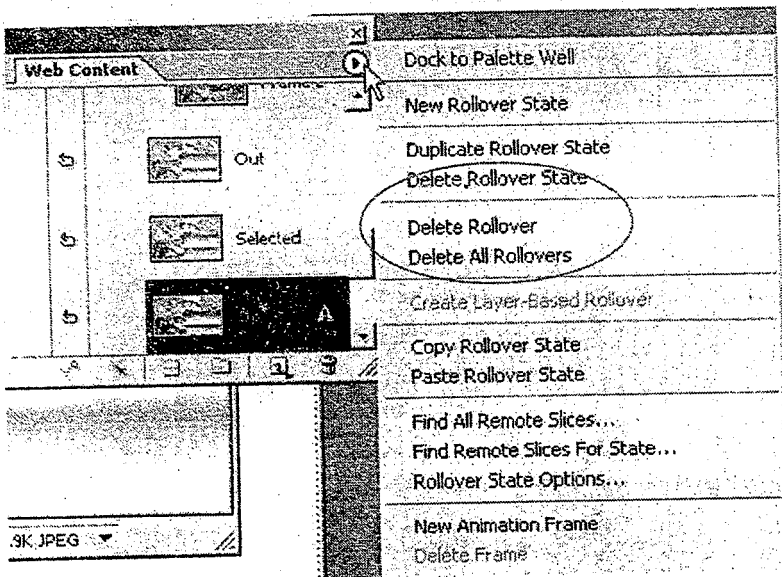 Web Content
Out
Selected
.9K JPEG
Dock to Palette Well
New Rollover State
Duplicate Rollover State
Delete Rollover State
Delete Rollover
Delete All Rollovers
Create Layer-Based Rollover
Copy Rollover State
Paste Rollover State
Find All Remote Slices...
Find Remote Slices For State...
Rollover State Options...
New Animation Frame
Delete Frame